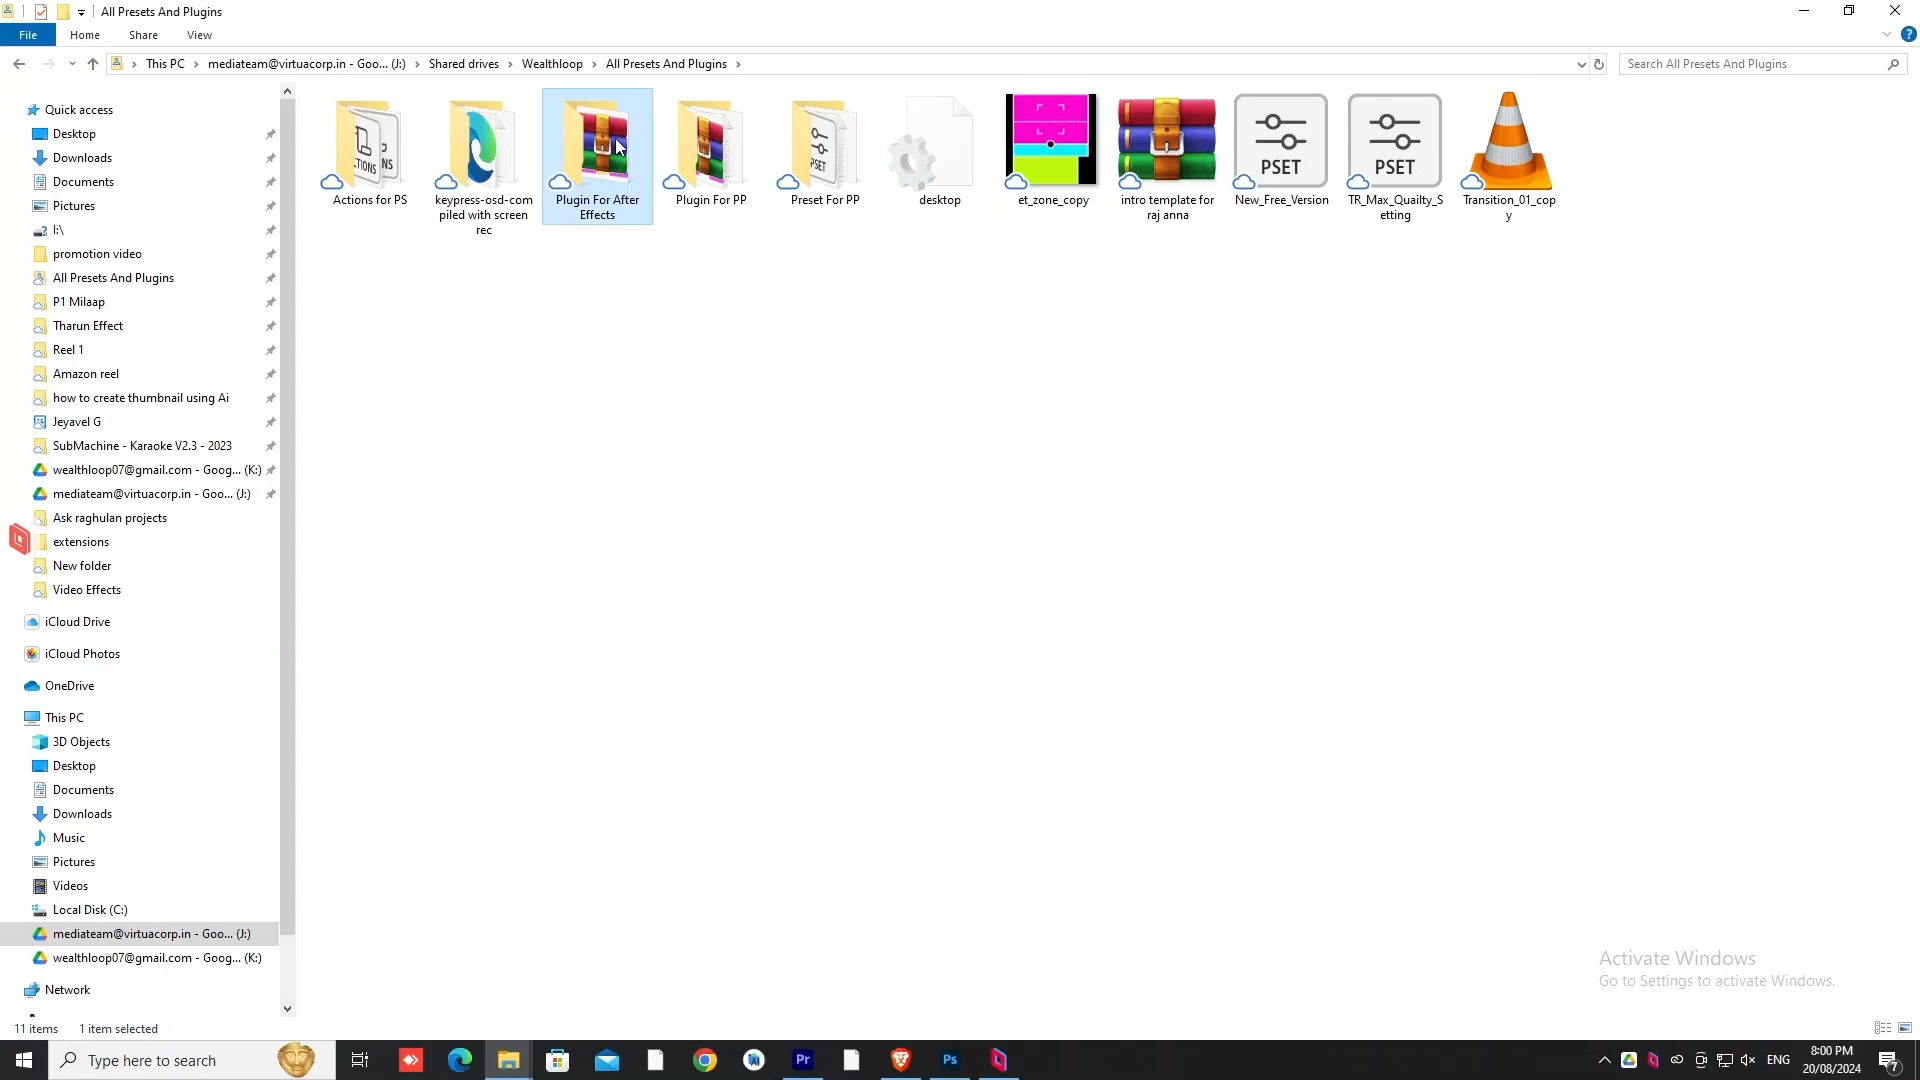 All Presets And Plugins
File Home Share View
This PC mediateam@virtuacorp.in - Goo... (J:) Shared drives Wealthloop All Presets And Plugins
Search All Presets And Plugins
Quick access
Desktop
Downloads
Documents
Pictures
I:\
promotion video
All Presets And Plugins
P1 Milaap
Tharun Effect
Reel 1
Amazon reel
how to create thumbnail using Ai
Jeyavel G
SubMachine - Karaoke V2.3 - 2023
wealthloop07@gmail.com - Goog... (K:)
mediateam@virtuacorp.in - Goo... (J:)
Ask raghulan projects
extensions
New folder
Video Effects
iCloud Drive
iCloud Photos
OneDrive
This PC
3D Objects
Desktop
Documents
Downloads
Music
Pictures
Videos
Local Disk (C:)
mediateam@virtuacorp.in - Goo... (J:)
wealthloop07@gmail.com - Goog... (K:)
Network
Actions for PS
keypress-osd-com
piled with screen
rec
Plugin For After
Effects
Plugin For PP
Preset For PP
desktop
et_zone_copy
intro template for
raj anna
PSET
New_Free_Version
PSET
TR_Max_Quailty_S
etting
Transition_01_cop
y
Activate Windows
Go to Settings to activate Windows.
11 items 1 item selected
Type here to search
Pr
Ps
ENG
8:00 PM
20/08/2024
7